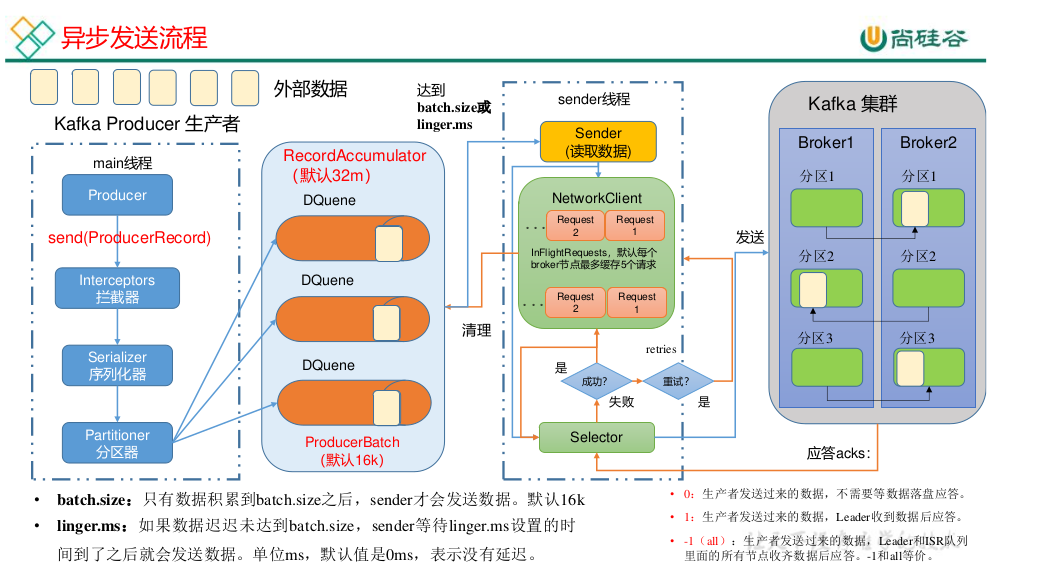 异步发送流程
尚硅谷
外部数据
Kafka Producer 生产者
main线程
Producer
send(ProducerRecord)
Interceptors
拦截器
Serializer
序列化器
Partitioner
分区器
RecordAccumulator
(默认32m)
DQuene
DQuene
DQuene
ProducerBatch
(默认16k)
达到
batch.size或
linger.ms
清理
sender线程
Sender
(读取数据)
NetworkClient
··· Request 2 Request 1
InFlightRequests，默认每个
broker节点最多缓存5个请求
··· Request 2 Request 1
retries
是
成功?
失败
重试?
是
Selector
发送
Kafka 集群
Broker1 Broker2
分区1 分区1
分区2 分区2
分区3 分区3
应答acks：
• batch.size：只有数据积累到batch.size之后，sender才会发送数据。默认16k
• linger.ms：如果数据迟迟未达到batch.size，sender等待linger.ms设置的时
间到了之后就会发送数据。单位ms，默认值是0ms，表示没有延迟。
• 0：生产者发送过来的数据，不需要等数据落盘应答。
• 1：生产者发送过来的数据，Leader收到数据后应答。
• -1（all）：生产者发送过来的数据，Leader和ISR队列
里面的所有节点收齐数据后应答。-1和all等价。